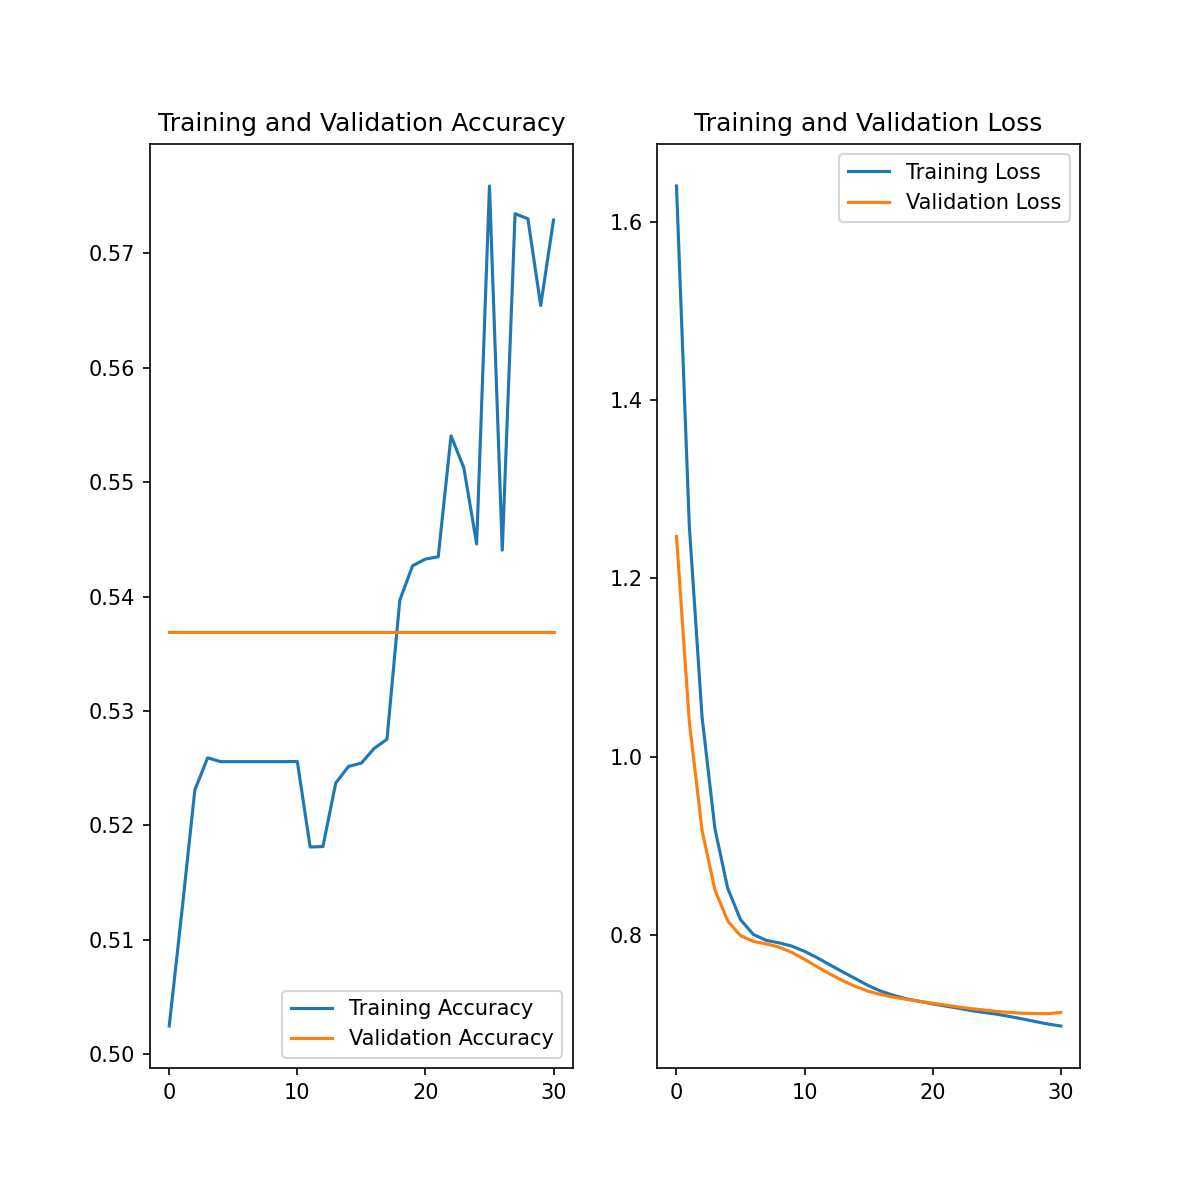 Training and Validation Accuracy
0.57
0.56
0.55
0.54
0.53
0.52
0.51
0.50
0 10 20 30
Training Accuracy
Validation Accuracy
Training and Validation Loss
1.6
1.4
1.2
1.0
0.8
0 10 20 30
Training Loss
Validation Loss